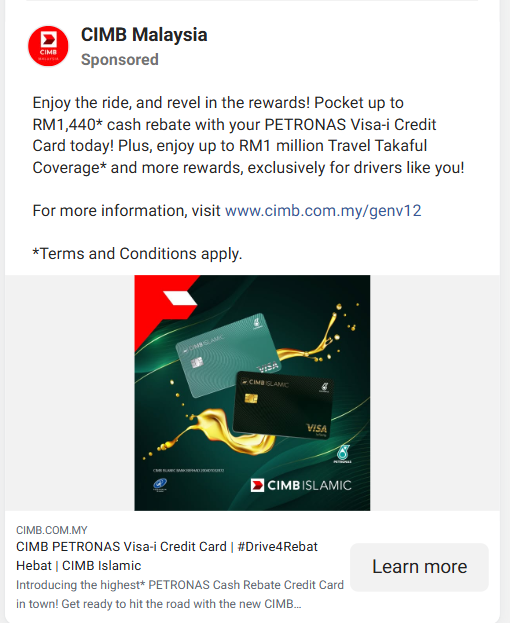 CIMB Malaysia
CIMB
MALAYSIA
Sponsored
Enjoy the ride, and revel in the rewards! Pocket up to
RM1,440* cash rebate with your PETRONAS Visa-i Credit
Card today! Plus, enjoy up to RM1 million Travel Takaful
Coverage* and more rewards, exclusively for drivers like you!
For more information, visit www.cimb.com.my/genv12
*Terms and Conditions apply.
CIMB ISLAMIC
VISA
CIMB ISLAMIC
VISA
PETRONAS
CIMB ISLAMIC
CIMB.COM.MY
CIMB PETRONAS Visa-i Credit Card | #Drive4Rebat
Hebat | CIMB Islamic
Introducing the highest* PETRONAS Cash Rebate Credit Card
in town! Get ready to hit the road with the new CIMB...
Learn more